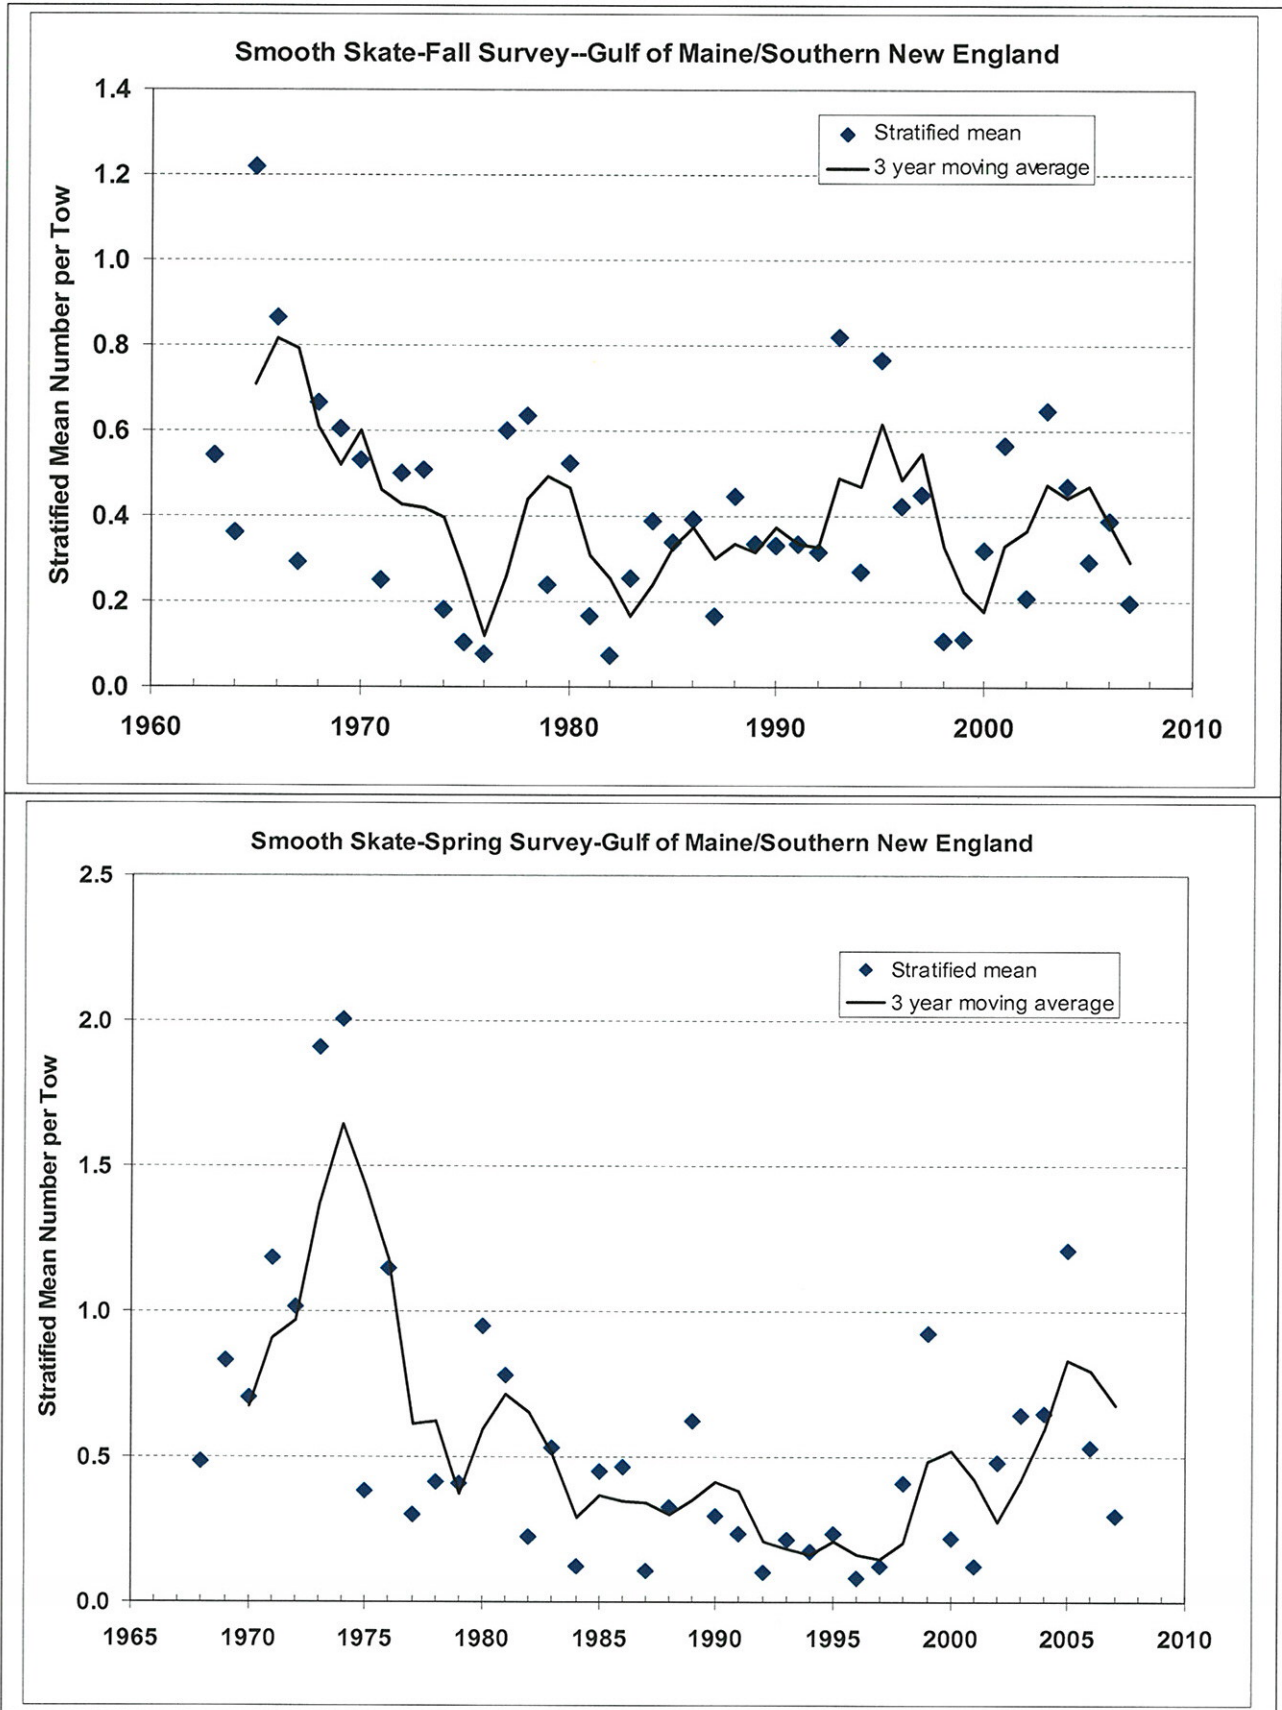 Smooth Skate-Fall Survey--Gulf of Maine/Southern New England
Stratified Mean Number per Tow
1.4
1.2
1.0
0.8
0.6
0.4
0.2
0.0
Stratified mean
3 year moving average
1960 1970 1980 1990 2000 2010
Smooth Skate-Spring Survey-Gulf of Maine/Southern New England
Stratified Mean Number per Tow
2.5
2.0
1.5
1.0
0.5
0.0
Stratified mean
3 year moving average
1965 1970 1975 1980 1985 1990 1995 2000 2005 2010